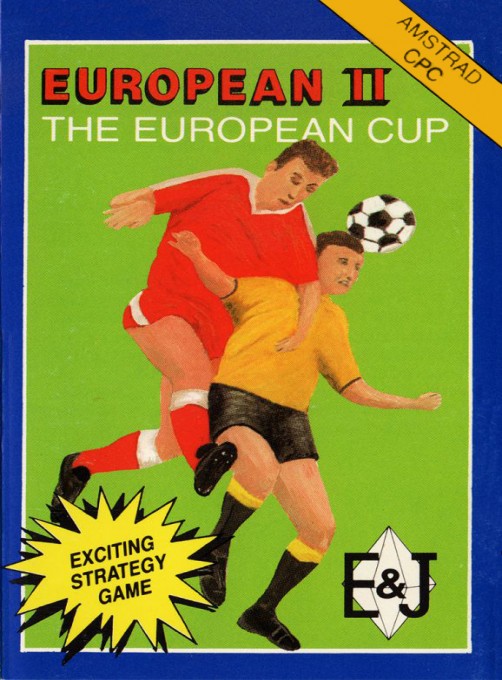 AMSTRAD
CPC
EUROPEAN II
THE EUROPEAN CUP
EXCITING
STRATEGY
GAME
E&J